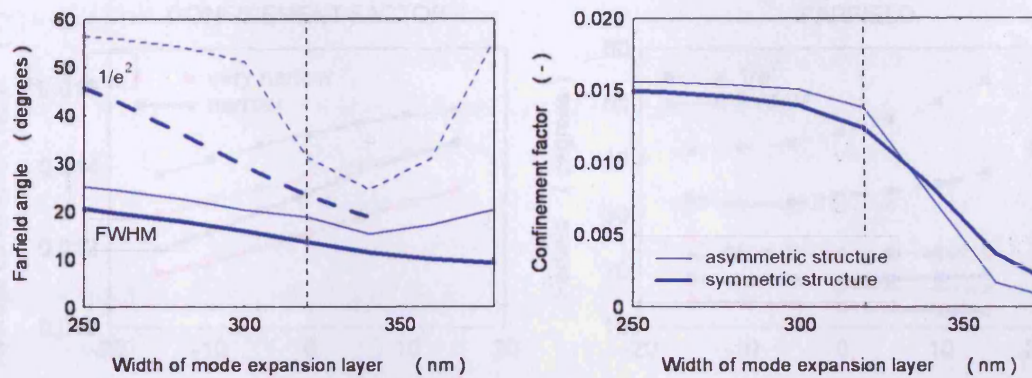 60
50
40
30
20
10
0
Farfield angle ( degrees )
1/e²
FWHM
250
300
350
Width of mode expansion layer ( nm )
0.020
0.015
0.010
0.005
0
Confinement factor ( - )
asymmetric structure
symmetric structure
250
300
350
Width of mode expansion layer ( nm )